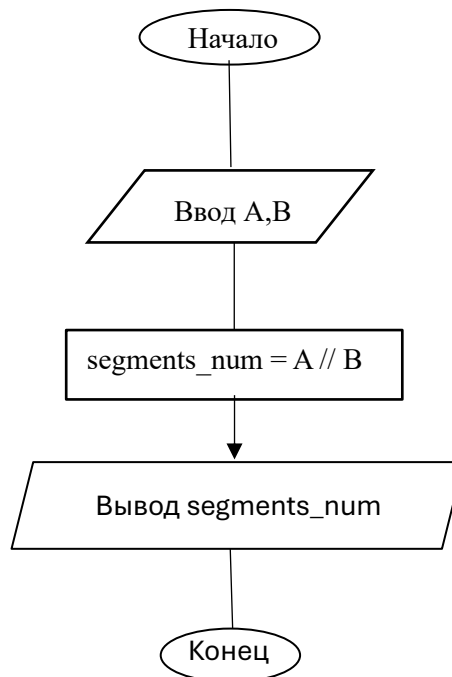 Начало
Ввод A,B
segments_num = A // B
Вывод segments_num
Конец